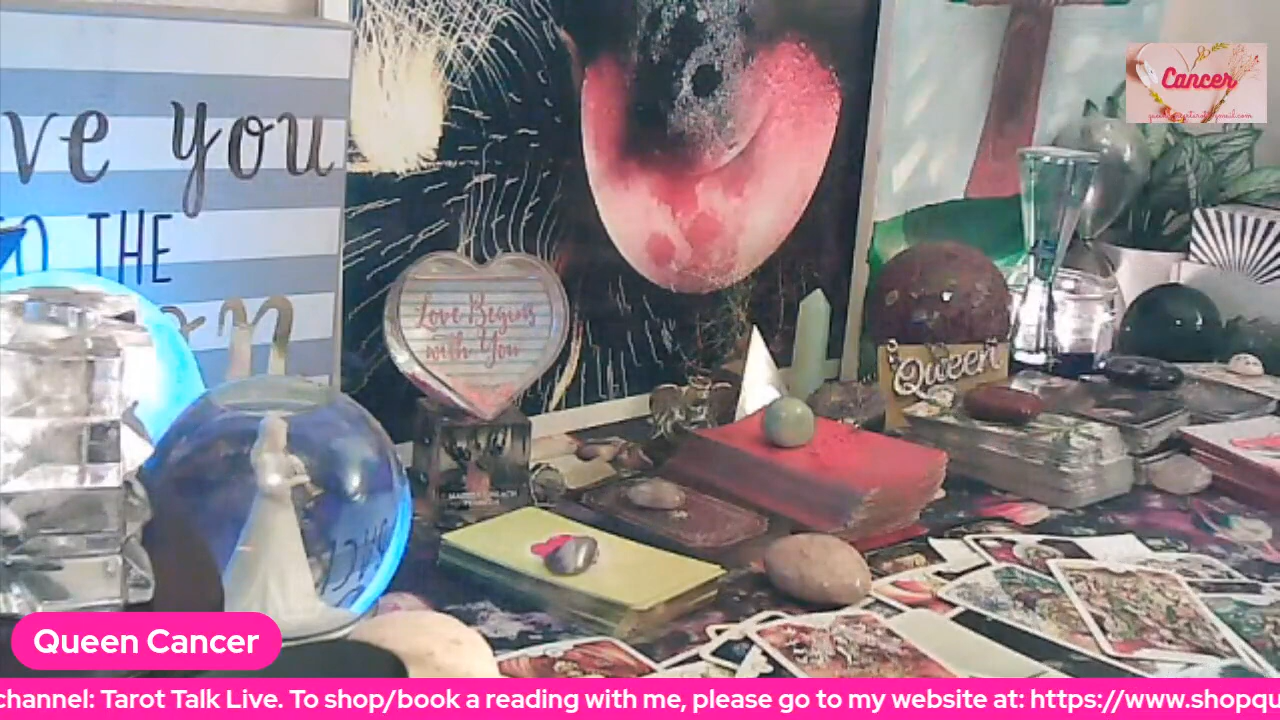 ve you
TO THE
Love Begins
with You
Queen
Cancer
Queen Cancer
channel: Tarot Talk Live. To shop/book a reading with me, please go to my website at: https://www.shopqu